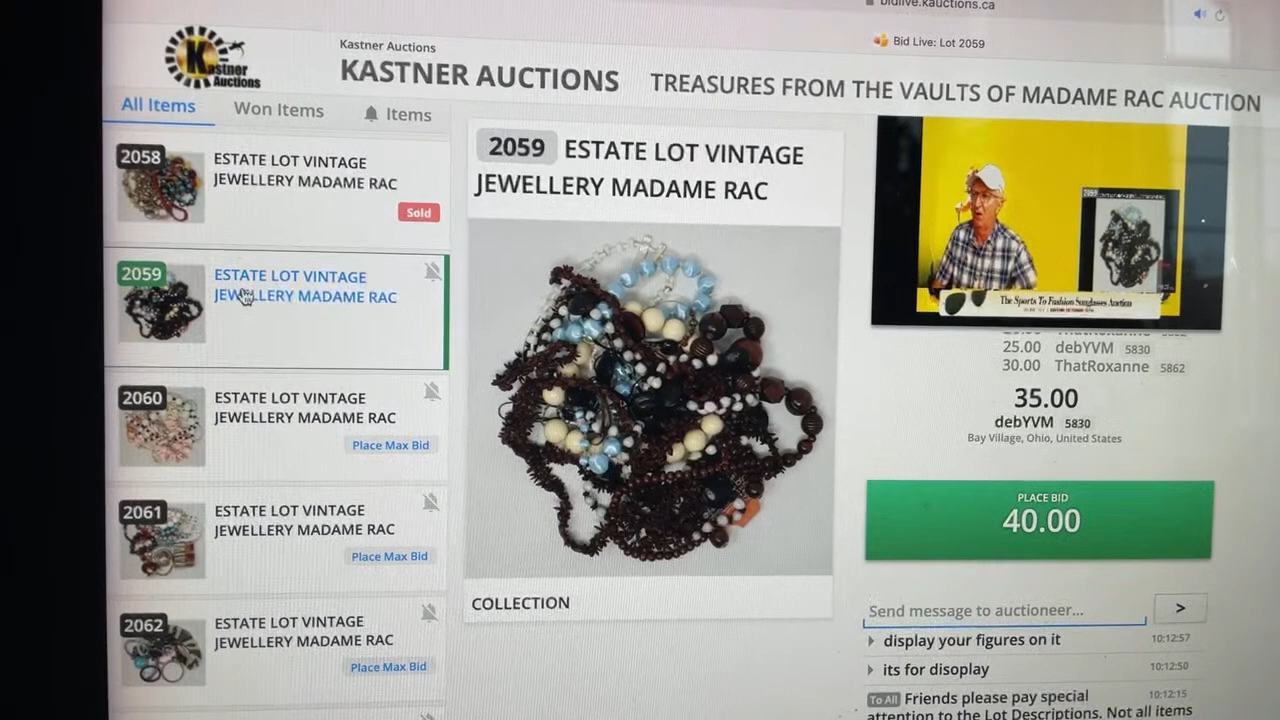 bidlive.kauctions.ca
Bid Live: Lot 2059
Kastner
Auctions
Kastner Auctions
KASTNER AUCTIONS
TREASURES FROM THE VAULTS OF MADAME RAC AUCTION
All Items
Won Items
Items
2058
ESTATE LOT VINTAGE
JEWELLERY MADAME RAC
Sold
2059
ESTATE LOT VINTAGE
JEWELLERY MADAME RAC
2060
ESTATE LOT VINTAGE
JEWELLERY MADAME RAC
Place Max Bid
2061
ESTATE LOT VINTAGE
JEWELLERY MADAME RAC
Place Max Bid
2062
ESTATE LOT VINTAGE
JEWELLERY MADAME RAC
Place Max Bid
2059 ESTATE LOT VINTAGE
JEWELLERY MADAME RAC
COLLECTION
2059
The Sports To Fashion Sunglasses Auction
25.00 debYVM 5830
30.00 ThatRoxanne 5862
35.00
debYVM 5830
Bay Village, Ohio, United States
PLACE BID
40.00
Send message to auctioneer...
>
display your figures on it 10:12:57
its for disoplay 10:12:50
To All Friends please pay special 10:12:15
attention to the Lot Descriptions. Not all items